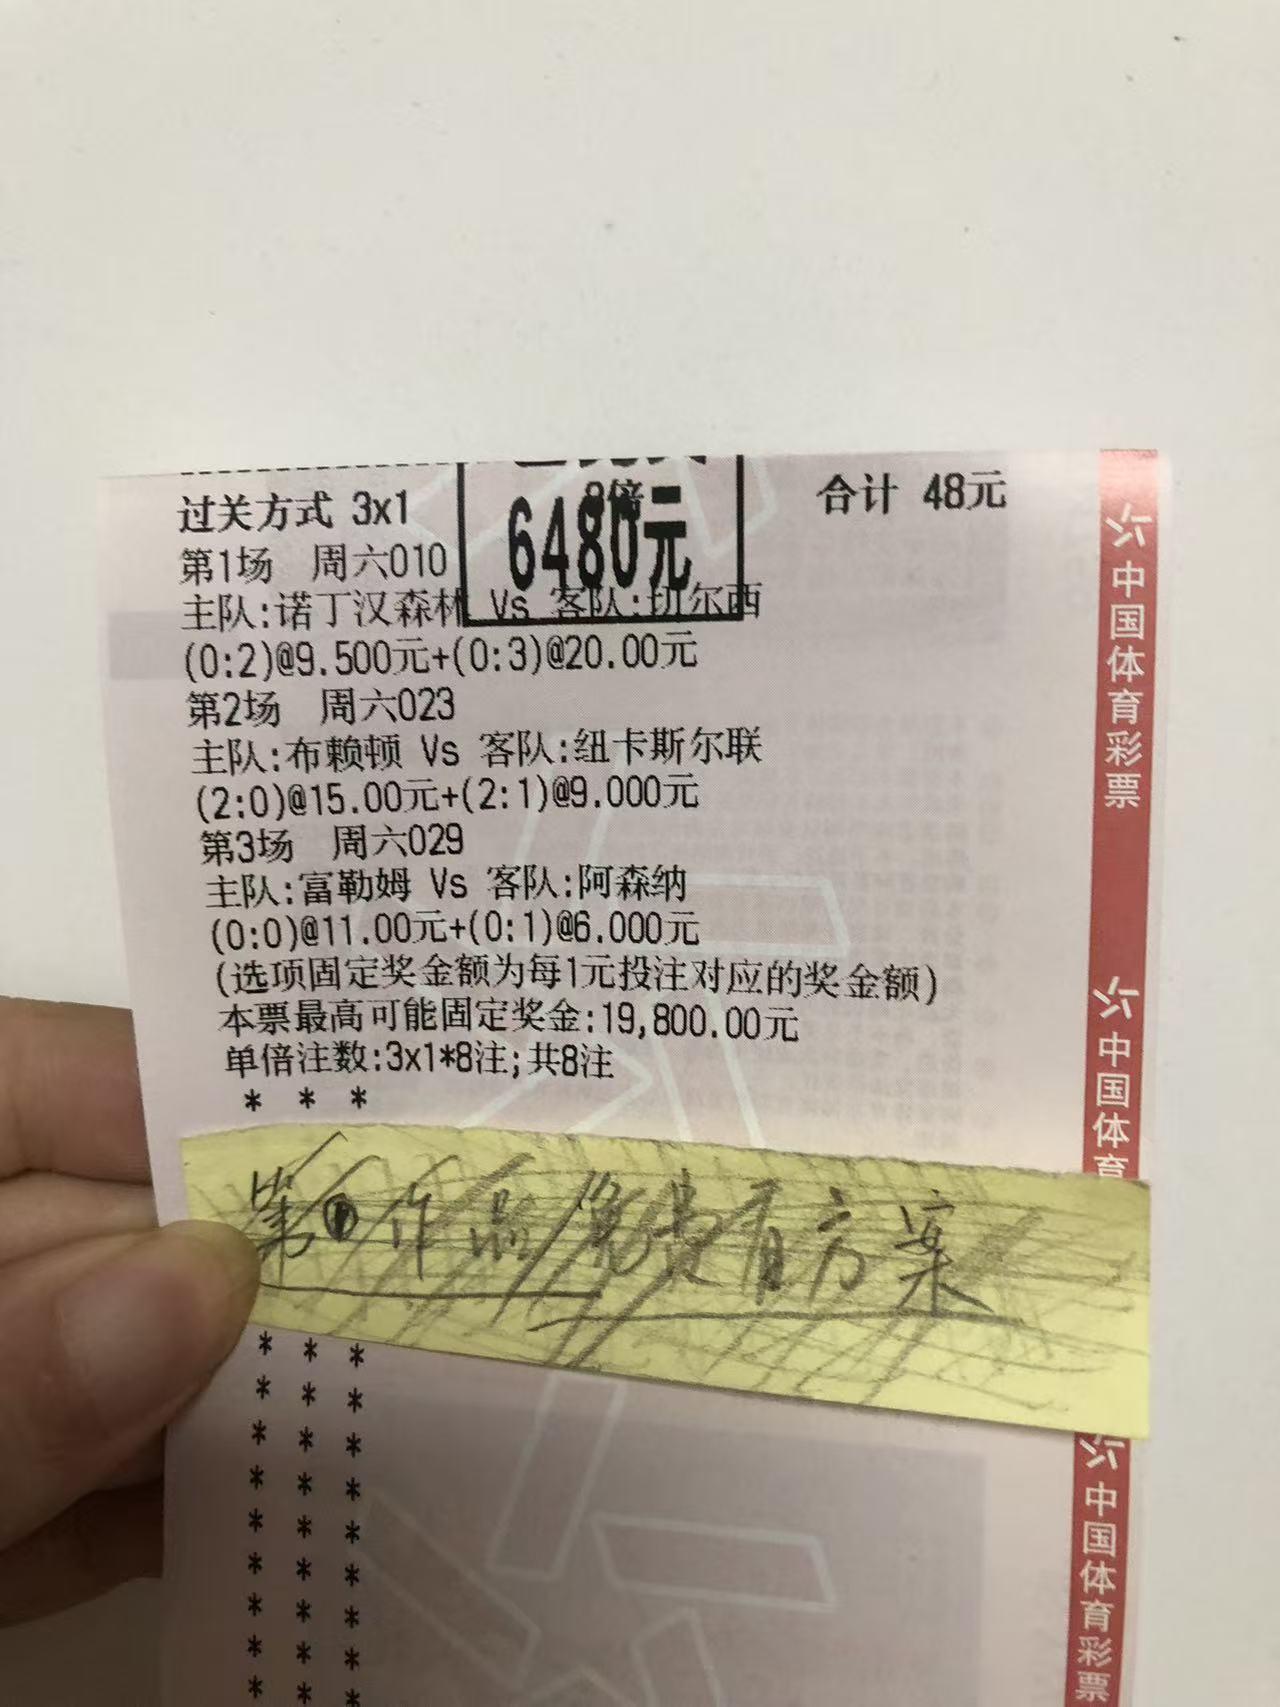 过关方式 3x1
合计 48元
6480元
第1场 周六010
主队:诺丁汉森林 Vs 客队:切尔西
(0:2)@9.500元+(0:3)@20.00元
第2场 周六023
主队:布赖顿 Vs 客队:纽卡斯尔联
(2:0)@15.00元+(2:1)@9.000元
第3场 周六029
主队:富勒姆 Vs 客队:阿森纳
(0:0)@11.00元+(0:1)@6.000元
(选项固定奖金额为每1元投注对应的奖金额)
本票最高可能固定奖金:19,800.00元
单倍注数:3x1*8注;共8注
* * *
第①作品免费看方案
* * *
* * *
* * *
* * *
* * *
* * *
* * *
* * *
* * *
中国体育彩票
中国体育
中国体育彩票